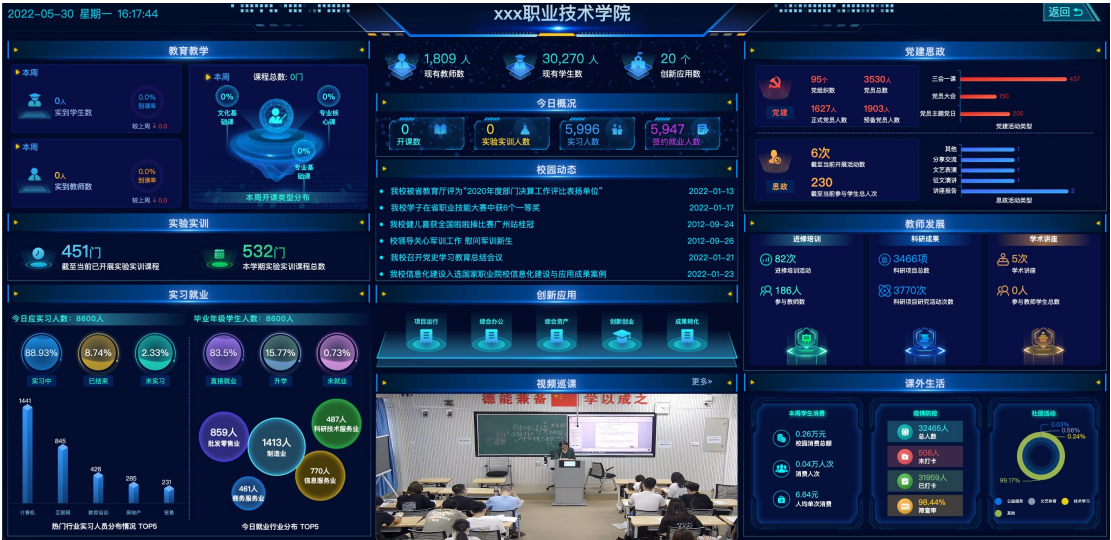 2022-05-30 星期一 16:17:44
xxx职业技术学院
返回
教育教学
本周
0人
实到学生数
0.0%
到课率
较上周 ↓ 0.0
本周
0人
实到教师数
0.0%
到课率
较上周 ↓ 0.0
本周 课程总数: 0门
0%
文化基
础课
0%
专业核
心课
0%
专业基
础课
本周开课类型分布
实验实训
451门
截至当前已开展实验实训课程
532门
本学期实验实训课程总数
实习就业
今日应实习人数: 8600人
88.93%
实习中
8.74%
已结束
2.33%
未实习
1441
845
426
285
231
计算机
互联网
教育培训
房地产
贸易
热门行业实习人员分布情况 TOP5
毕业年级学生人数: 8600人
83.5%
直接就业
15.77%
升学
0.73%
未就业
859人
批发零售业
1413人
制造业
487人
科研技术服务业
770人
信息服务业
461人
商务服务业
今日就业行业分布 TOP5
1,809 人
现有教师数
30,270 人
现有学生数
20 个
创新应用数
今日概况
0
开课数
0
实验实训人数
5,996
实习人数
5,947
签约就业人数
校园动态
我校被省教育厅评为“2020年度部门决算工作评比表扬单位” 2022-01-13
我校学子在省职业技能大赛中获6个一等奖 2022-01-17
我校健儿喜获全国啦啦操比赛广州站桂冠 2012-09-24
校领导关心军训工作 慰问军训新生 2012-09-26
我校召开党史学习教育总结会议 2022-01-21
我校信息化建设入选国家职业院校信息化建设与应用成果案例 2022-01-23
创新应用
项目运行
综合办公
综合资产
创新创业
成果转化
视频巡课
更多»
德能兼备 学以成之
党建思政
党建
95个
党组织数
3530人
党员总数
1627人
正式党员人数
1903人
预备党员人数
三会一课 437
党员大会 150
党员主题党日 200
党建活动类型
思政
6次
截至当前开展活动数
230
截至当前参与学生总人次
其他 1
分享交流 1
文艺表演 1
征文演讲 1
讲座报告 2
思政活动类型
教师发展
进修培训
82次
进修培训活动
186人
参与教师数
科研成果
3466项
科研项目总数
3770次
科研项目研究活动次数
学术讲座
5次
学术讲座
0人
参与教师学生总数
课外生活
本周学生消费
0.26万元
校园消费总额
0.04万人次
消费人次
6.64元
人均单次消费
疫情防控
32465人
总人数
506人
未打卡
31959人
已打卡
98.44%
筛查率
社团活动
0.03%
0.56%
0.24%
99.17%
公益服务
文艺体育
技术学习
其他